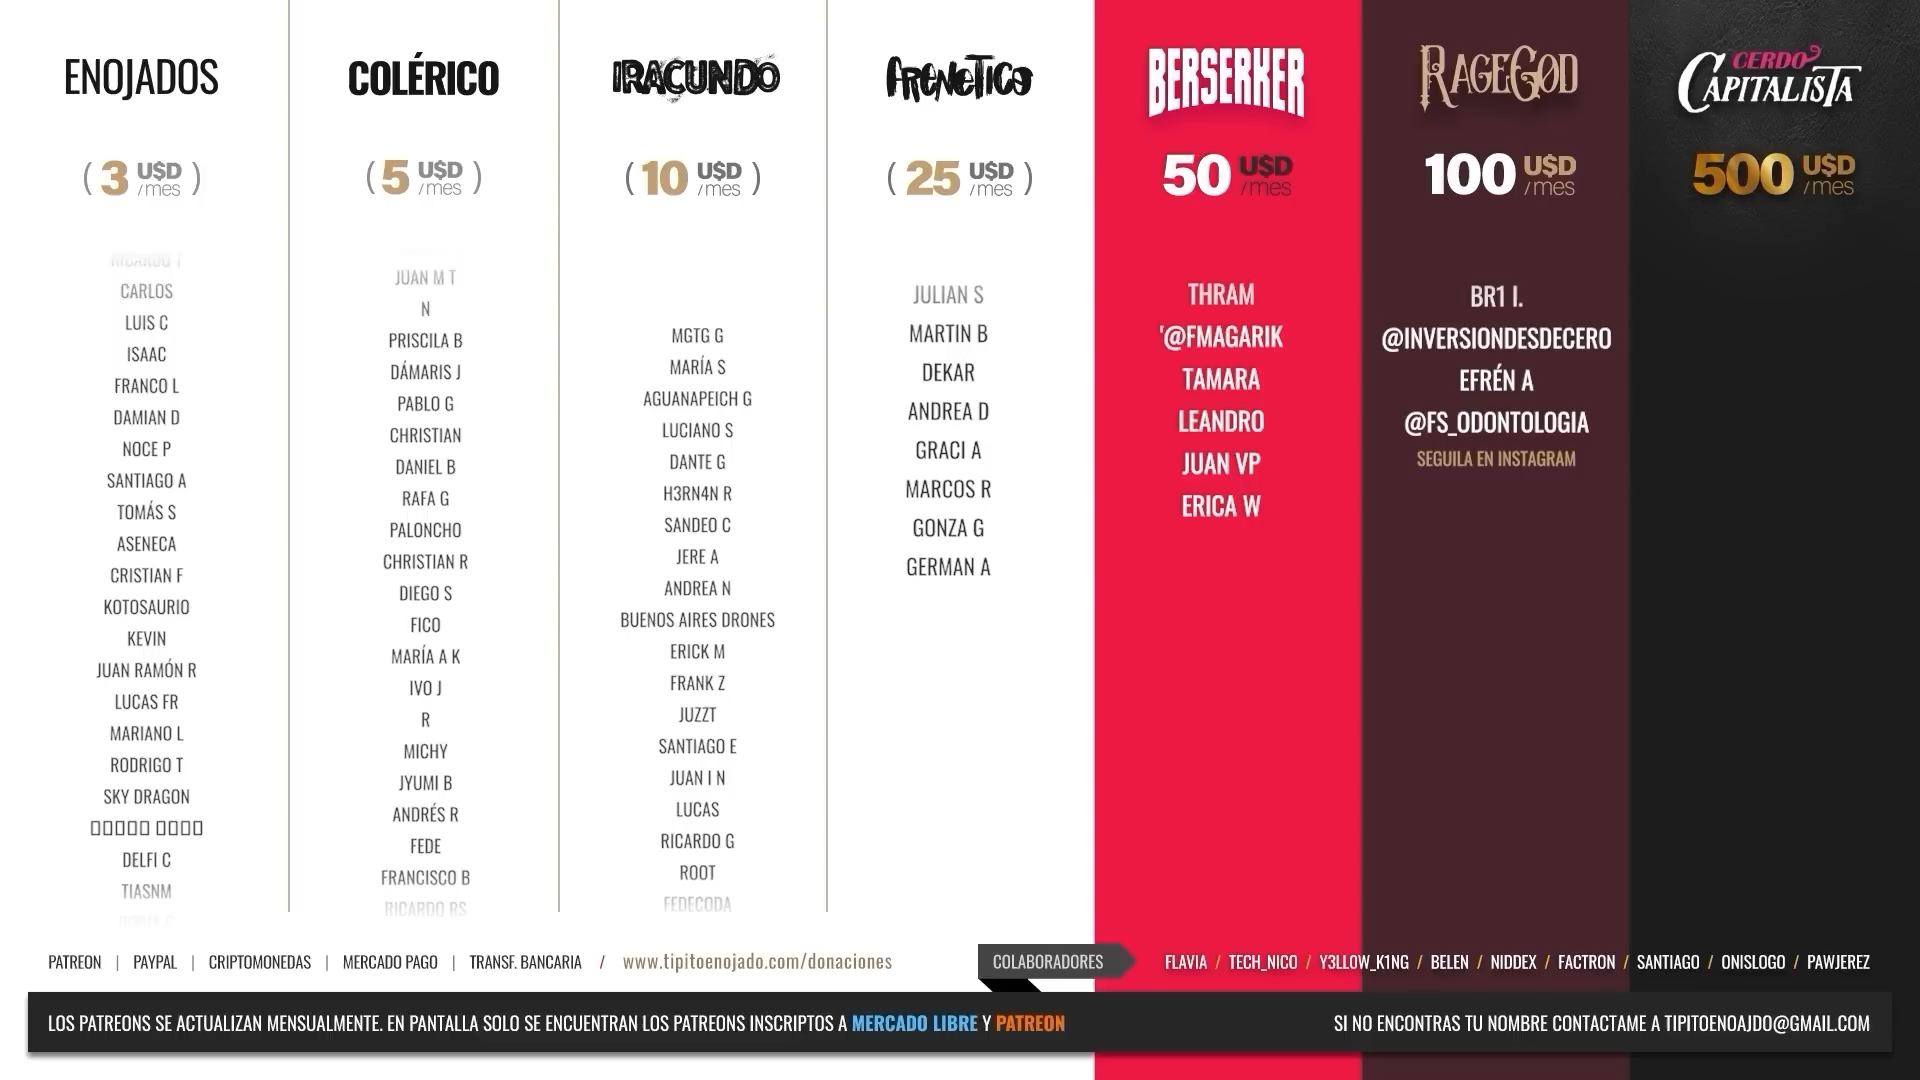 ENOJADOS
( 3 U$D /mes )
RICARDO T
CARLOS
LUIS C
ISAAC
FRANCO L
DAMIAN D
NOCE P
SANTIAGO A
TOMÁS S
ASENECA
CRISTIAN F
KOTOSAURIO
KEVIN
JUAN RAMÓN R
LUCAS FR
MARIANO L
RODRIGO T
SKY DRAGON
DELFI C
TIASNM
COLÉRICO
( 5 U$D /mes )
JUAN M T
N
PRISCILA B
DÁMARIS J
PABLO G
CHRISTIAN
DANIEL B
RAFA G
PALONCHO
CHRISTIAN R
DIEGO S
FICO
MARÍA A K
IVO J
R
MICHY
JYUMI B
ANDRÉS R
FEDE
FRANCISCO B
RICARDO RS
IRACUNDO
( 10 U$D /mes )
MGTG G
MARÍA S
AGUANAPEICH G
LUCIANO S
DANTE G
H3RN4N R
SANDEO C
JERE A
ANDREA N
BUENOS AIRES DRONES
ERICK M
FRANK Z
JUZZT
SANTIAGO E
JUAN I N
LUCAS
RICARDO G
ROOT
FEDECODA
FRENETICO
( 25 U$D /mes )
JULIAN S
MARTIN B
DEKAR
ANDREA D
GRACI A
MARCOS R
GONZA G
GERMAN A
BERSERKER
50 U$D /mes
THRAM
'@FMAGARIK
TAMARA
LEANDRO
JUAN VP
ERICA W
RAGEGOD
100 U$D /mes
BR1 I.
@INVERSIONDESDECERO
EFRÉN A
@FS_ODONTOLOGIA
SEGUILA EN INSTAGRAM
CERDO
CAPITALISTA
500 U$D /mes
PATREON | PAYPAL | CRIPTOMONEDAS | MERCADO PAGO | TRANSF. BANCARIA / www.tipitoenojado.com/donaciones
COLABORADORES
FLAVIA / TECH_NICO / Y3LLOW_K1NG / BELEN / NIDDEX / FACTRON / SANTIAGO / ONISLOGO / PAWJEREZ
LOS PATREONS SE ACTUALIZAN MENSUALMENTE. EN PANTALLA SOLO SE ENCUENTRAN LOS PATREONS INSCRIPTOS A MERCADO LIBRE Y PATREON
SI NO ENCONTRAS TU NOMBRE CONTACTAME A TIPITOENOAJDO@GMAIL.COM